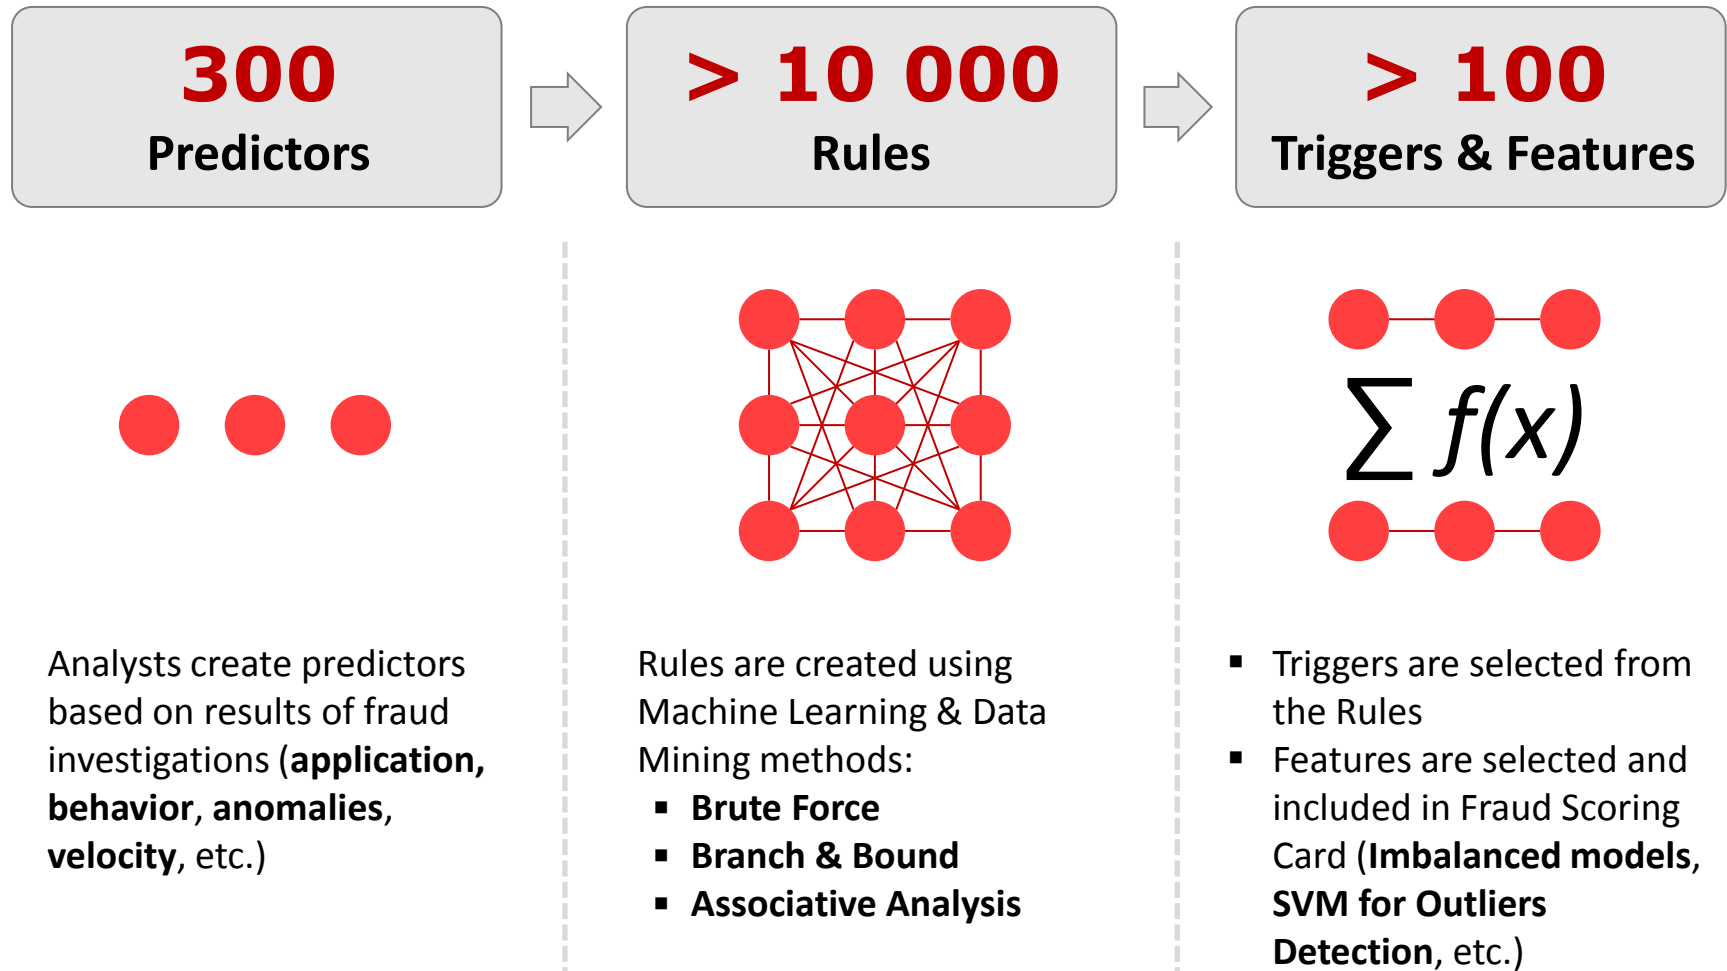 300
Predictors
> 10 000
Rules
> 100
Triggers & Features
Analysts create predictors
based on results of fraud
investigations (application,
behavior, anomalies,
velocity, etc.)
Rules are created using
Machine Learning & Data
Mining methods:
▪ Brute Force
▪ Branch & Bound
▪ Associative Analysis
∑ f(x)
▪ Triggers are selected from
the Rules
▪ Features are selected and
included in Fraud Scoring
Card (Imbalanced models,
SVM for Outliers
Detection, etc.)